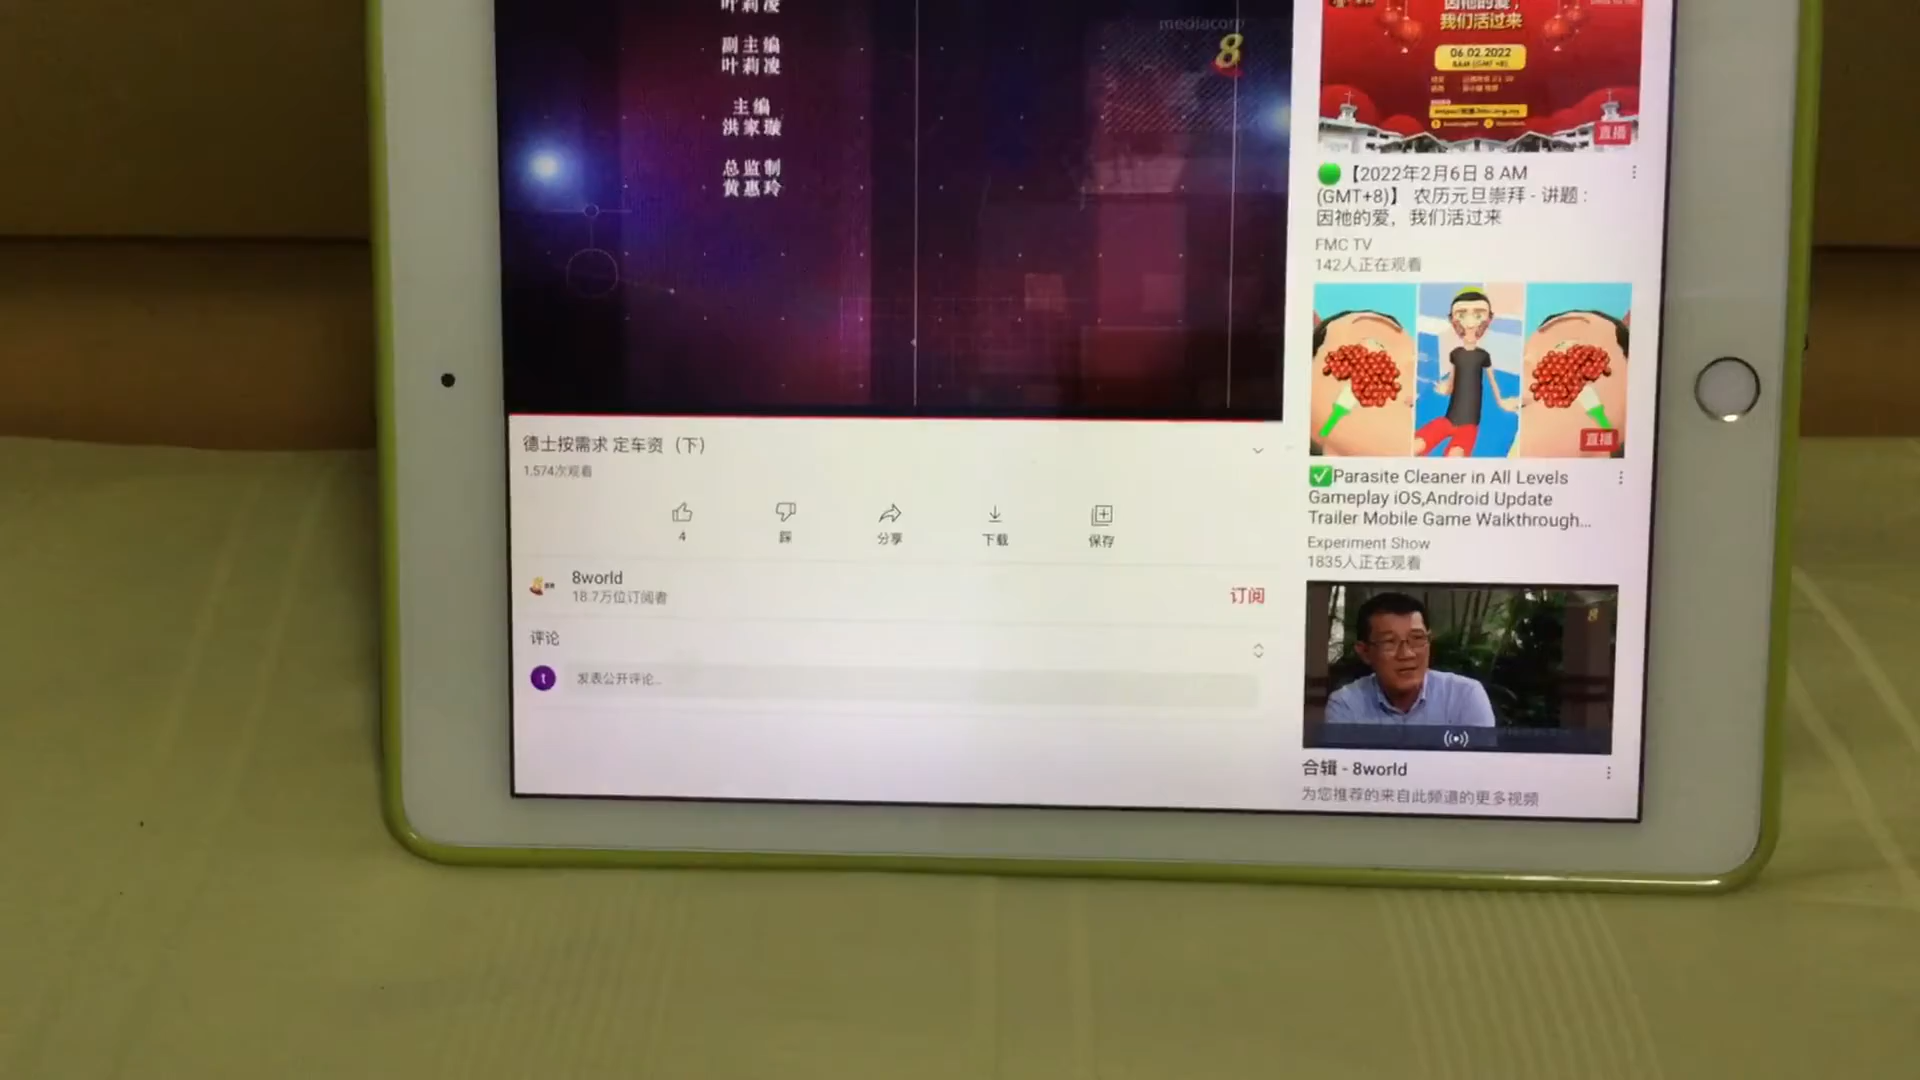 叶莉凌
副主编
叶莉凌
主编
洪家璇
总监制
黄惠玲
mediacorp
8
德士按需求 定车资（下）
1,574次观看
4
踩
分享
下载
保存
8world
18.7万位订阅者
订阅
评论
t
发表公开评论...
因祂的爱，
我们活过来
06.02.2022
8AM (GMT +8)
直播
【2022年2月6日 8 AM
(GMT+8)】 农历元旦崇拜 - 讲题：
因祂的爱，我们活过来
FMC TV
142人正在观看
直播
✅Parasite Cleaner in All Levels
Gameplay iOS,Android Update
Trailer Mobile Game Walkthrough...
Experiment Show
1835人正在观看
8
合辑 - 8world
为您推荐的来自此频道的更多视频